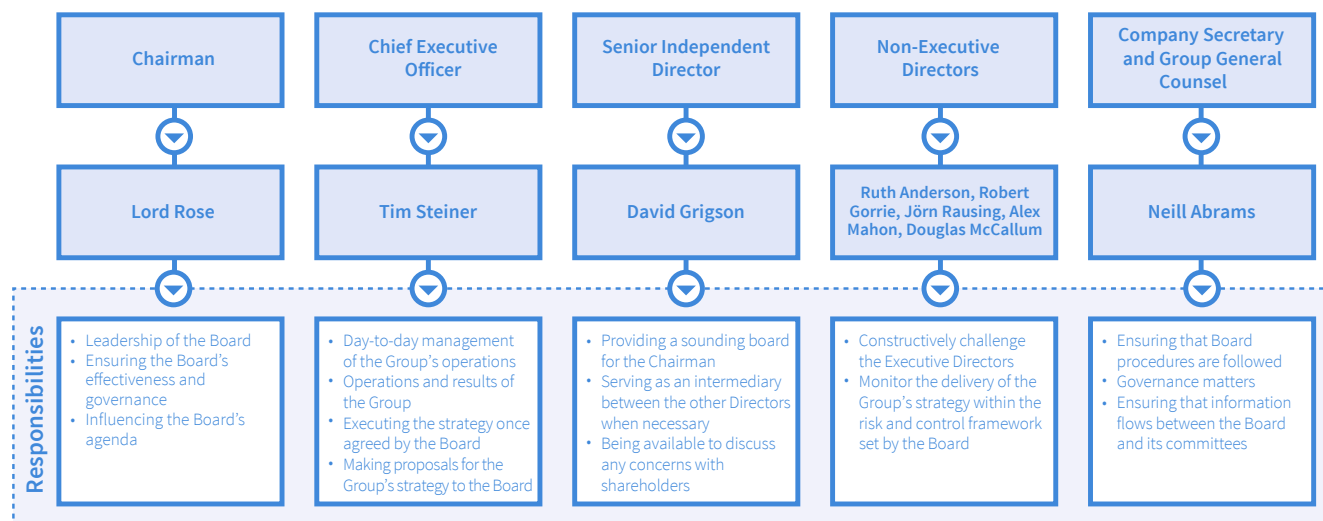 Chairman
Chief Executive
Officer
Senior Independent
Director
Non-Executive
Directors
Company Secretary
and Group General
Counsel
Lord Rose
Tim Steiner
David Grigson
Ruth Anderson, Robert
Gorrie, Jörn Rausing, Alex
Mahon, Douglas McCallum
Neill Abrams
Responsibilities
• Leadership of the Board
• Ensuring the Board’s
effectiveness and
governance
• Influencing the Board’s
agenda
• Day-to-day management
of the Group’s operations
• Operations and results of
the Group
• Executing the strategy once
agreed by the Board
• Making proposals for the
Group’s strategy to the Board
• Providing a sounding board
for the Chairman
• Serving as an intermediary
between the other Directors
when necessary
• Being available to discuss
any concerns with
shareholders
• Constructively challenge
the Executive Directors
• Monitor the delivery of the
Group’s strategy within the
risk and control framework
set by the Board
• Ensuring that Board
procedures are followed
• Governance matters
• Ensuring that information
flows between the Board
and its committees